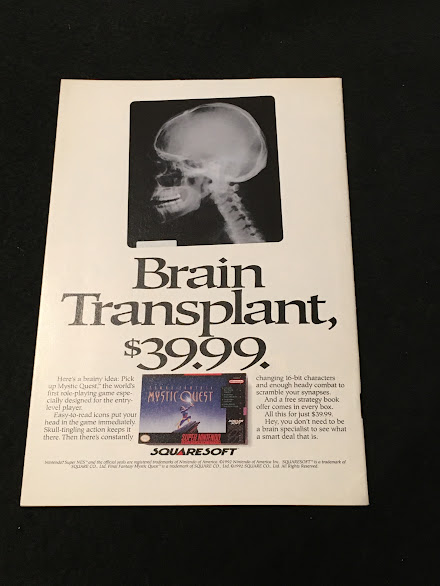 Brain
Transplant,
$39.99.
Here's a brainy idea: Pick
up Mystic Quest,™ the world's
first role-playing game espe-
cially designed for the entry-
level player.
Easy-to-read icons put your
head in the game immediately.
Skull-tingling action keeps it
there. Then there's constantly
MYSTIC QUEST
SUPER NINTENDO
changing 16-bit characters
and enough heady combat to
scramble your synapses.
And a free strategy book
offer comes in every box.
All this for just $39.99.
Hey, you don't need to be
a brain specialist to see what
a smart deal that is.
SQUARESOFT